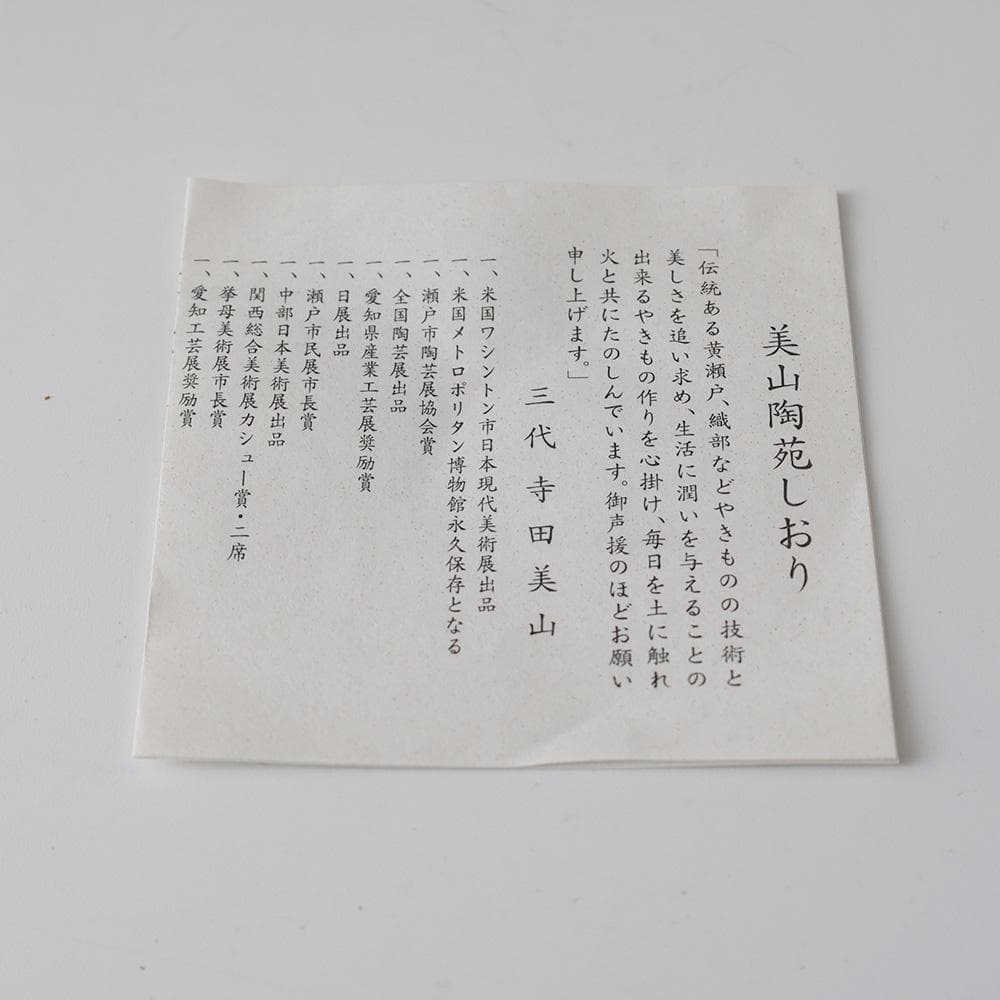 美山陶苑しおり
「伝統ある黄瀬戸、織部などやきものの技術と
美しさを追い求め、生活に潤いを与えることの
出来るやきもの作りを心掛け、毎日を土に触れ
火と共にたのしんでいます。御声援のほどお願い
申し上げます。」
三代 寺田美山
一、米国ワシントン市日本現代美術展出品
一、米国メトロポリタン博物館永久保存となる
一、瀬戸市陶芸展協会賞
一、全国陶芸展出品
一、愛知県産業工芸展奨励賞
一、日展出品
一、瀬戸市民展市長賞
一、中部日本美術展出品
一、関西総合美術展カシュー賞・二席
一、挙母美術展市長賞
一、愛知工芸展奨励賞